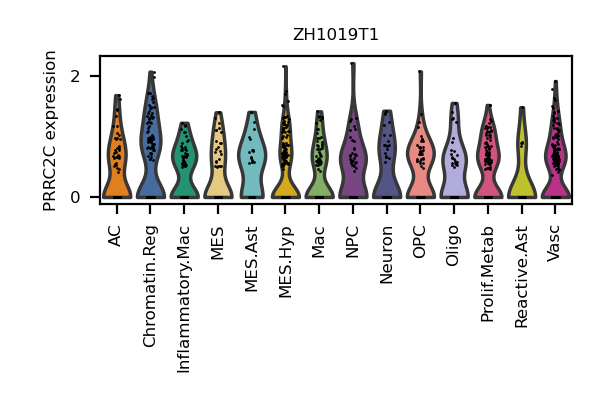 ZH1019T1
PRRC2C expression
2
0
AC
Chromatin.Reg
Inflammatory.Mac
MES
MES.Ast
MES.Hyp
Mac
NPC
Neuron
OPC
Oligo
Prolif.Metab
Reactive.Ast
Vasc